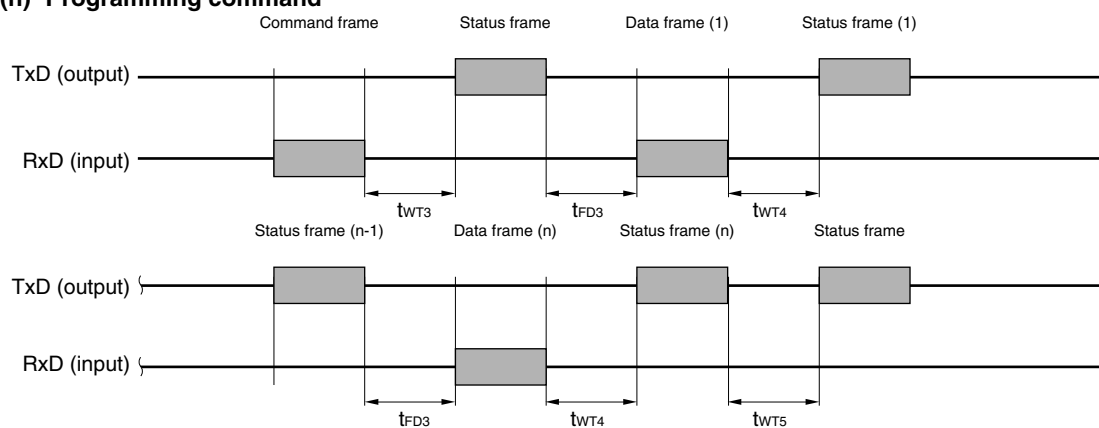 (h) Programming command
Command frame Status frame Data frame (1) Status frame (1)
TxD (output)
RxD (input)
tWT3 tFD3 tWT4
Status frame (n-1) Data frame (n) Status frame (n) Status frame
TxD (output)
RxD (input)
tFD3 tWT4 tWT5